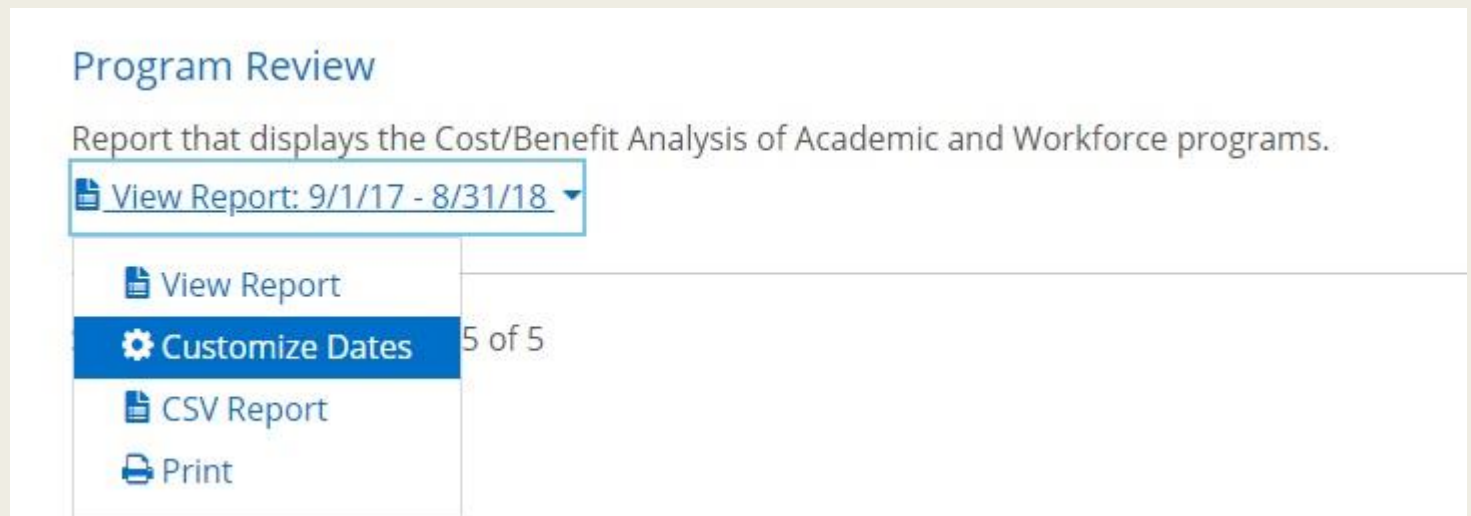 Program Review
Report that displays the Cost/Benefit Analysis of Academic and Workforce programs.
View Report: 9/1/17 - 8/31/18
View Report
Customize Dates
5 of 5
CSV Report
Print